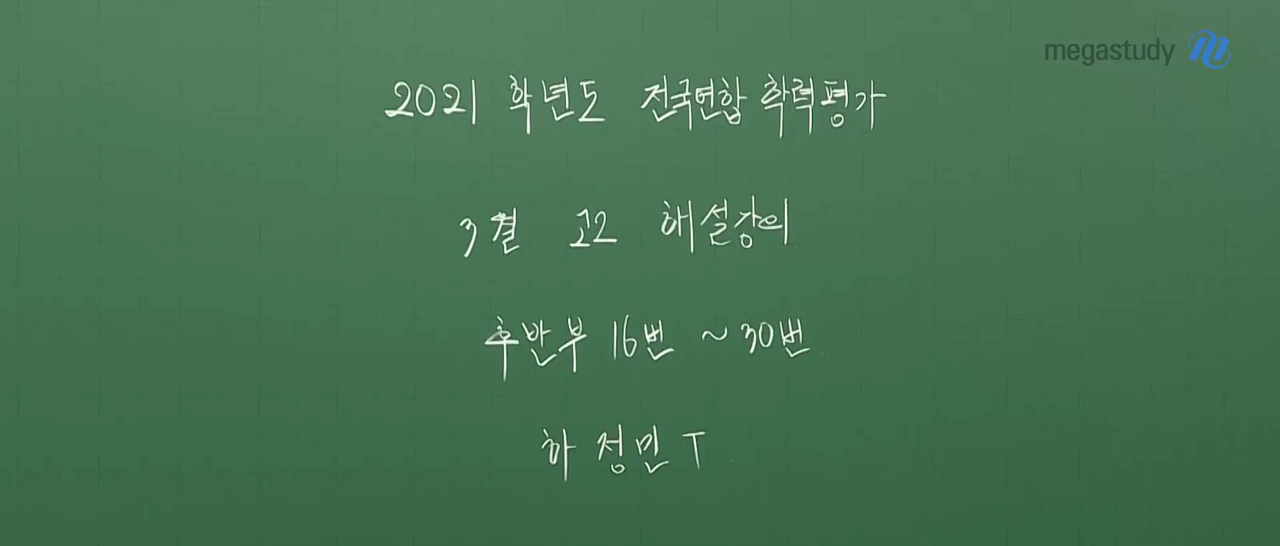 megastudy
2021 학년도 전국연합 학력평가
3월 고2 해설강의
후반부 16번 ~ 30번
하정민 T